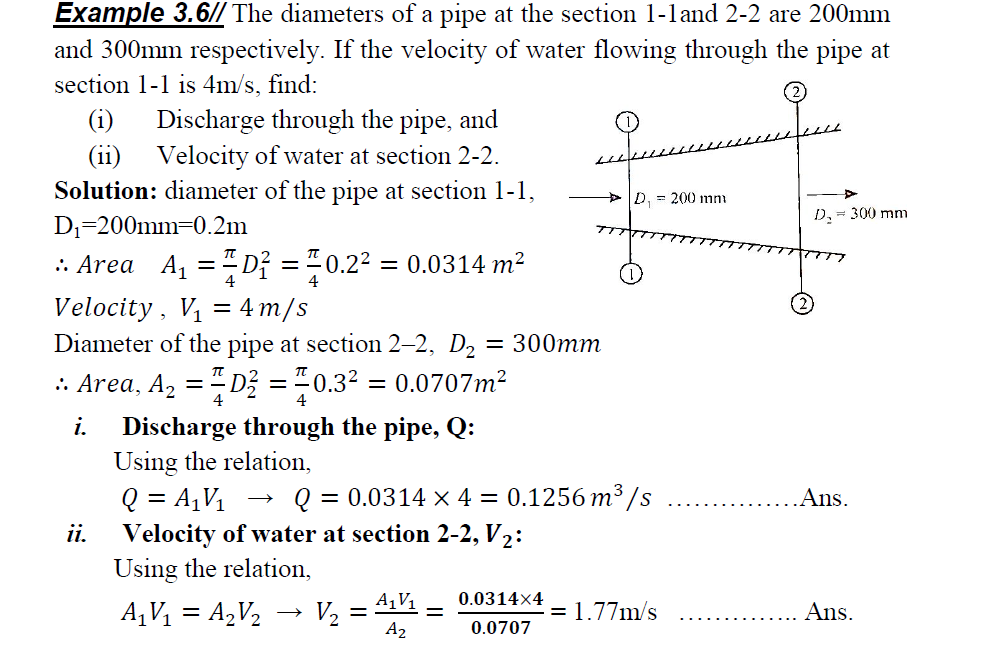 Example 3.6// The diameters of a pipe at the section 1-1and 2-2 are 200mm
and 300mm respectively. If the velocity of water flowing through the pipe at
section 1-1 is 4m/s, find:
(i) Discharge through the pipe, and
(ii) Velocity of water at section 2-2.
Solution: diameter of the pipe at section 1-1,
D₁=200mm=0.2m
∴ Area A₁ = π/4 D₁² = π/4 0.2² = 0.0314 m²
Velocity , V₁ = 4 m/s
Diameter of the pipe at section 2–2, D₂ = 300mm
∴ Area, A₂ = π/4 D₂² = π/4 0.3² = 0.0707m²
i. Discharge through the pipe, Q:
Using the relation,
Q = A₁V₁ → Q = 0.0314 × 4 = 0.1256 m³/s ……………Ans.
ii. Velocity of water at section 2-2, V₂:
Using the relation,
A₁V₁ = A₂V₂ → V₂ = A₁V₁/A₂ = 0.0314×4/0.0707 = 1.77m/s ………….. Ans.
2
1
D₁ = 200 mm
D₂ = 300 mm
1
2